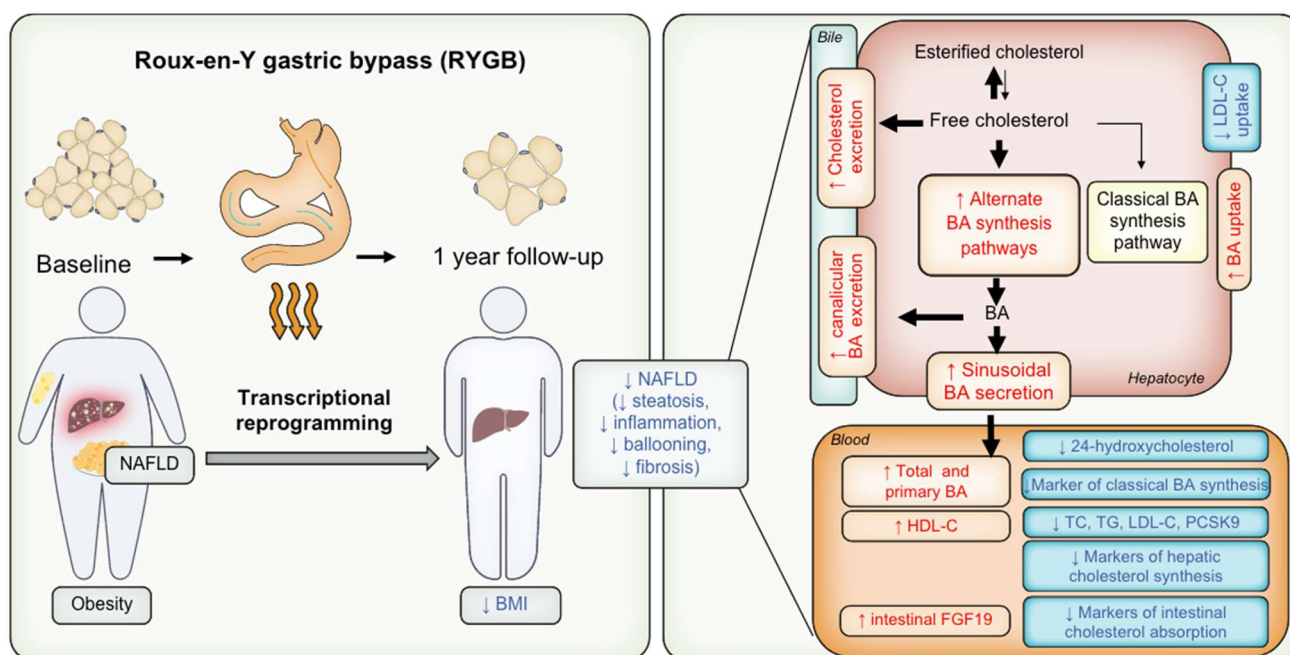 Roux-en-Y gastric bypass (RYGB)
Baseline
1 year follow-up
Transcriptional
reprogramming
NAFLD
Obesity
↓ BMI
↓ NAFLD
(↓ steatosis,
↓ inflammation,
↓ ballooning,
↓ fibrosis)
Bile
Esterified cholesterol
Free cholesterol
↑ Cholesterol
excretion
↓ LDL-C
uptake
↑ Alternate
BA synthesis
pathways
Classical BA
synthesis
pathway
↑ BA uptake
↑ canalicular
BA excretion
BA
↑ Sinusoidal
BA secretion
Hepatocyte
Blood
↑ Total and
primary BA
↑ HDL-C
↑ intestinal FGF19
↓ 24-hydroxycholesterol
↓Marker of classical BA synthesis
↓ TC, TG, LDL-C, PCSK9
↓ Markers of hepatic
cholesterol synthesis
↓ Markers of intestinal
cholesterol absorption